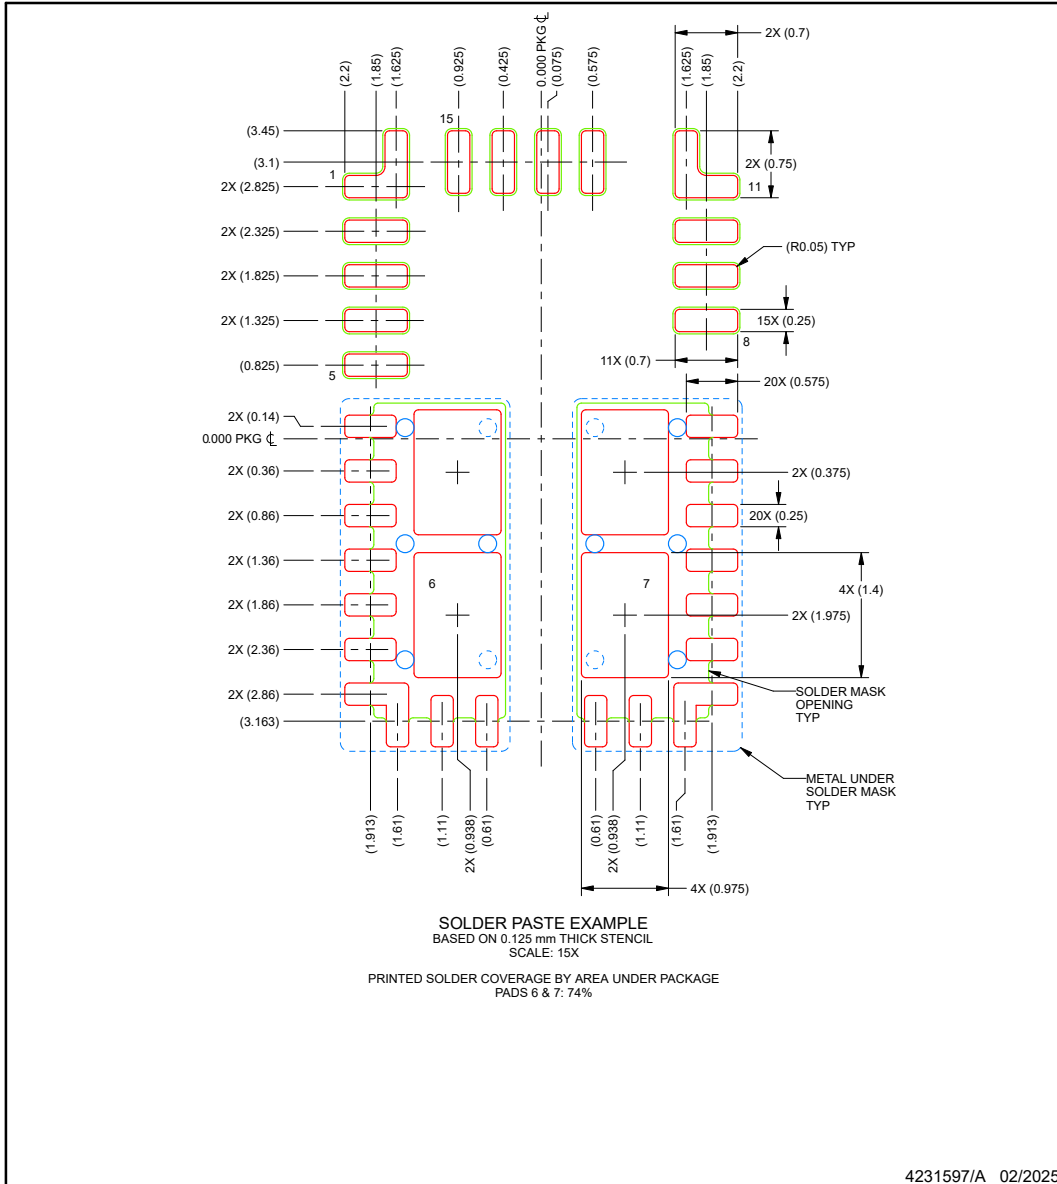 (2.2)
(1.85)
(1.625)
(0.925)
(0.425)
0.000 PKG ℄
(0.075)
(0.575)
(1.625)
(1.85)
(2.2)
2X (0.7)
15
(3.45)
(3.1)
1
2X (2.825)
2X (0.75)
11
2X (2.325)
(R0.05) TYP
2X (1.825)
2X (1.325)
15X (0.25)
8
(0.825)
5
11X (0.7)
20X (0.575)
2X (0.14)
0.000 PKG ℄
2X (0.36)
2X (0.375)
2X (0.86)
20X (0.25)
2X (1.36)
6
7
4X (1.4)
2X (1.86)
2X (1.975)
2X (2.36)
2X (2.86)
SOLDER MASK
OPENING
TYP
(3.163)
METAL UNDER
SOLDER MASK
TYP
(1.913)
(1.61)
(1.11)
2X (0.938)
(0.61)
(0.61)
2X (0.938)
(1.11)
(1.61)
(1.913)
4X (0.975)
SOLDER PASTE EXAMPLE
BASED ON 0.125 mm THICK STENCIL
SCALE: 15X
PRINTED SOLDER COVERAGE BY AREA UNDER PACKAGE
PADS 6 & 7: 74%
4231597/A 02/2025